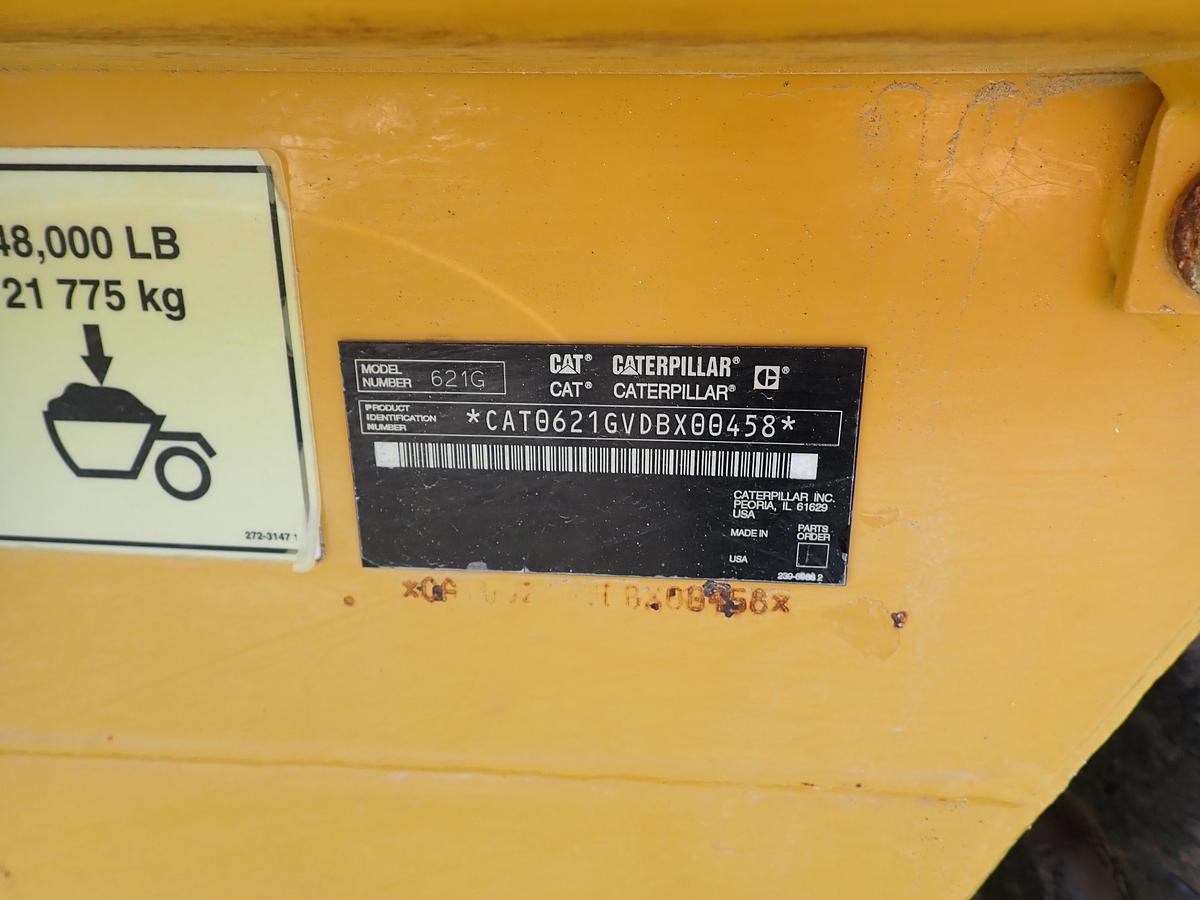 48,000 LB
21 775 kg
272-3147 1
MODEL NUMBER 621G
CAT® CATERPILLAR®
CAT® CATERPILLAR®
PRODUCT IDENTIFICATION NUMBER *CAT0621GVDBX00458*
CATERPILLAR INC.
PEORIA, IL 61629
USA
MADE IN
USA
PARTS
ORDER